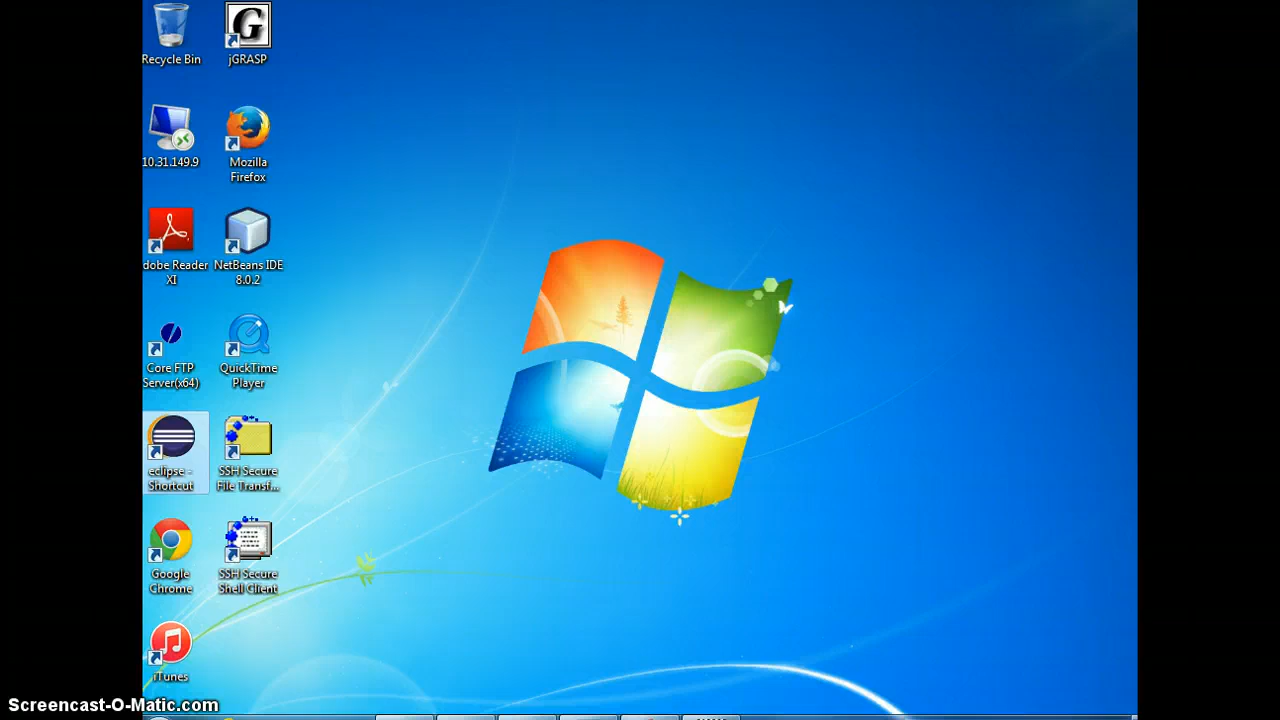 Recycle Bin
jGRASP
10.31.149.9
Mozilla
Firefox
dobe Reader
XI
NetBeans IDE
8.0.2
Core FTP
Server(x64)
QuickTime
Player
eclipse -
Shortcut
SSH Secure
File Transf...
Google
Chrome
SSH Secure
Shell Client
iTunes
Screencast-O-Matic.com